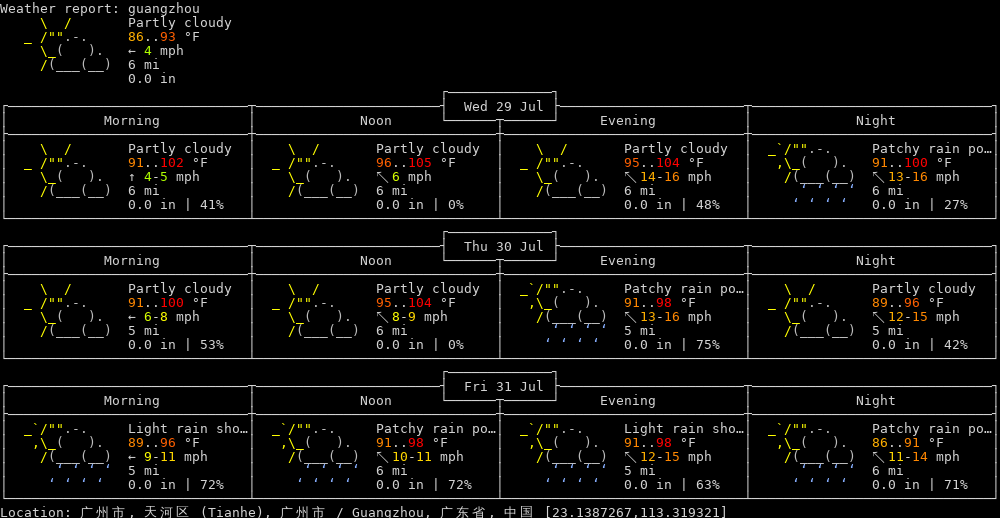 Weather report: guangzhou
Partly cloudy
86..93 °F
← 4 mph
6 mi
0.0 in
Wed 29 Jul
Morning Noon Evening Night
Partly cloudy Partly cloudy Partly cloudy Patchy rain po…
91..102 °F 96..105 °F 95..104 °F 91..100 °F
↑ 4-5 mph ↖ 6 mph ↖ 14-16 mph ↖ 13-16 mph
6 mi 6 mi 6 mi 6 mi
0.0 in | 41% 0.0 in | 0% 0.0 in | 48% 0.0 in | 27%
Thu 30 Jul
Morning Noon Evening Night
Partly cloudy Partly cloudy Patchy rain po… Partly cloudy
91..100 °F 95..104 °F 91..98 °F 89..96 °F
← 6-8 mph ↖ 8-9 mph ↖ 13-16 mph ↖ 12-15 mph
5 mi 6 mi 5 mi 5 mi
0.0 in | 53% 0.0 in | 0% 0.0 in | 75% 0.0 in | 42%
Fri 31 Jul
Morning Noon Evening Night
Light rain sho… Patchy rain po… Light rain sho… Patchy rain po…
89..96 °F 91..98 °F 91..98 °F 86..91 °F
← 9-11 mph ↖ 10-11 mph ↖ 12-15 mph ↖ 11-14 mph
5 mi 6 mi 5 mi 6 mi
0.0 in | 72% 0.0 in | 72% 0.0 in | 63% 0.0 in | 71%
Location: 广州市, 天河区 (Tianhe), 广州市 / Guangzhou, 广东省, 中国 [23.1387267,113.319321]